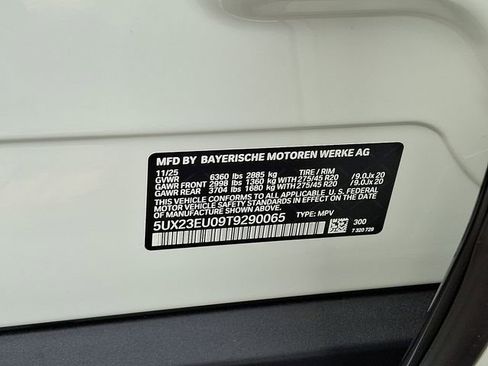 MFD BY BAYERISCHE MOTOREN WERKE AG
11/25 6360 lbs 2885 kg TIRE / RIM
GVWR
GAWR FRONT 2998 lbs 1360 kg WITH 275/45 R20 /9.0Jx 20
GAWR REAR 3704 lbs 1680 kg WITH 275/45 R20 /9.0Jx 20
THIS VEHICLE CONFORMS TO ALL APPLICABLE U.S. FEDERAL
MOTOR VEHICLE SAFETY STANDARDS IN EFFECT ON THE DATE
OF MANUFACTURE SHOWN ABOVE.
5UX23EU09T9290065 TYPE: MPV
300
7 320 729